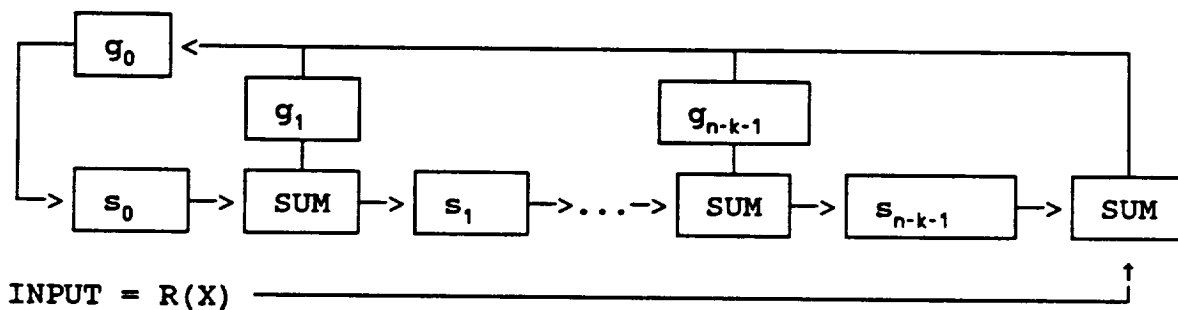 g₀ <
g₁ gₙ₋ₖ₋₁
> s₀ > SUM > s₁ >...> SUM > sₙ₋ₖ₋₁ > SUM
INPUT = R(X)